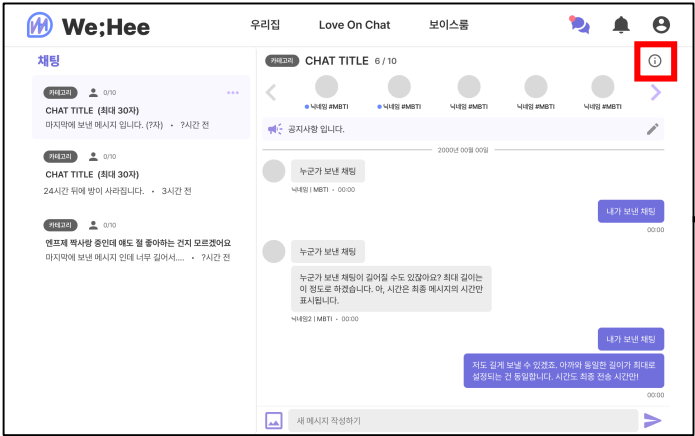 We;Hee
우리집
Love On Chat
보이스룸
채팅
카테고리
0/10
CHAT TITLE (최대 30자)
마지막에 보낸 메시지 입니다. (?자) • ?시간 전
카테고리
0/10
CHAT TITLE (최대 30자)
24시간 뒤에 방이 사라집니다. • 3시간 전
카테고리
0/10
엔프제 짝사랑 중인데 얘도 절 좋아하는 건지 모르겠어요
마지막에 보낸 메시지 인데 너무 길어서.... • ?시간 전
카테고리
CHAT TITLE 6 / 10
닉네임 #MBTI
닉네임 #MBTI
닉네임 #MBTI
닉네임 #MBTI
닉네임 #MBTI
공지사항 입니다.
2000년 00월 00일
누군가 보낸 채팅
닉네임 | MBTI • 00:00
내가 보낸 채팅
00:00
누군가 보낸 채팅
누군가 보낸 채팅이 길어질 수도 있잖아요? 최대 길이는
이 정도로 하겠습니다. 아, 시간은 최종 메시지의 시간만
표시됩니다.
닉네임2 | MBTI • 00:00
내가 보낸 채팅
저도 길게 보낼 수 있겠죠. 아까와 동일한 길이가 최대로
설정되는 건 동일합니다. 시간도 최종 전송 시간만!
00:00
새 메시지 작성하기